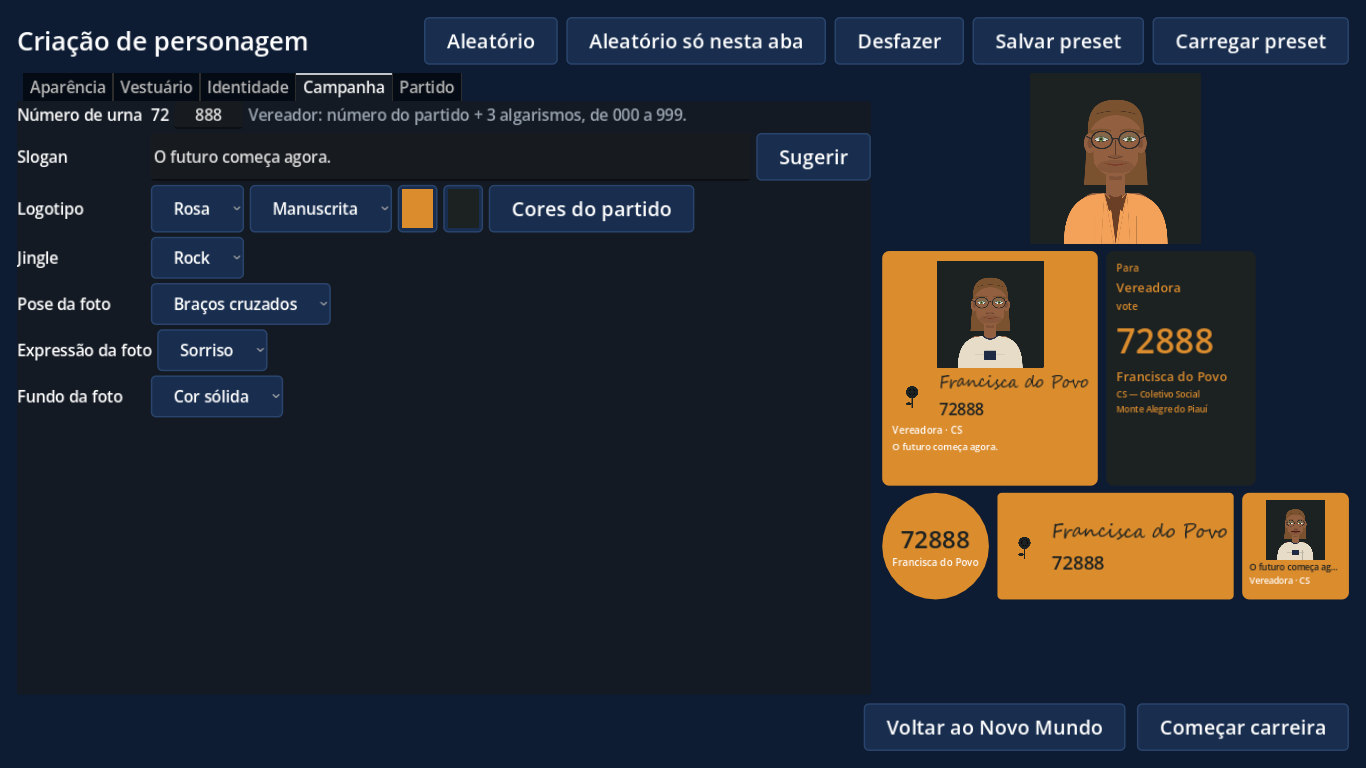 Criação de personagem
Aleatório
Aleatório só nesta aba
Desfazer
Salvar preset
Carregar preset
Aparência
Vestuário
Identidade
Campanha
Partido
Número de urna 72 888 Vereador: número do partido + 3 algarismos, de 000 a 999.
Slogan O futuro começa agora. Sugerir
Logotipo Rosa Manuscrita Cores do partido
Jingle Rock
Pose da foto Braços cruzados
Expressão da foto Sorriso
Fundo da foto Cor sólida
Francisca do Povo
72888
Vereadora · CS
O futuro começa agora.
Para
Vereadora
vote
72888
Francisca do Povo
CS — Coletivo Social
Monte Alegre do Piauí
72888
Francisca do Povo
Francisca do Povo
72888
O futuro começa ag...
Vereadora · CS
Voltar ao Novo Mundo
Começar carreira